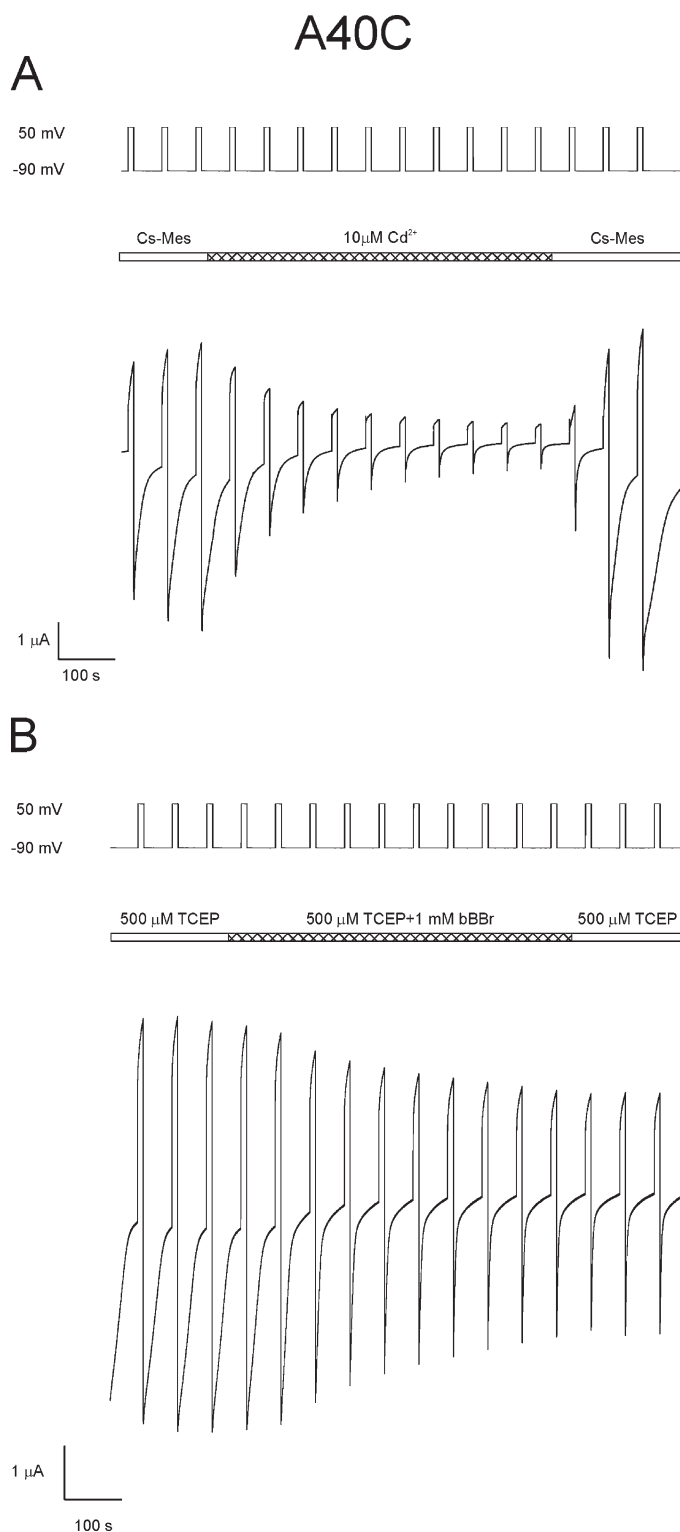 A40C
A
50 mV
-90 mV
Cs-Mes 10μM Cd²⁺ Cs-Mes
1 μA
100 s
B
50 mV
-90 mV
500 μM TCEP 500 μM TCEP+1 mM bBBr 500 μM TCEP
1 μA
100 s